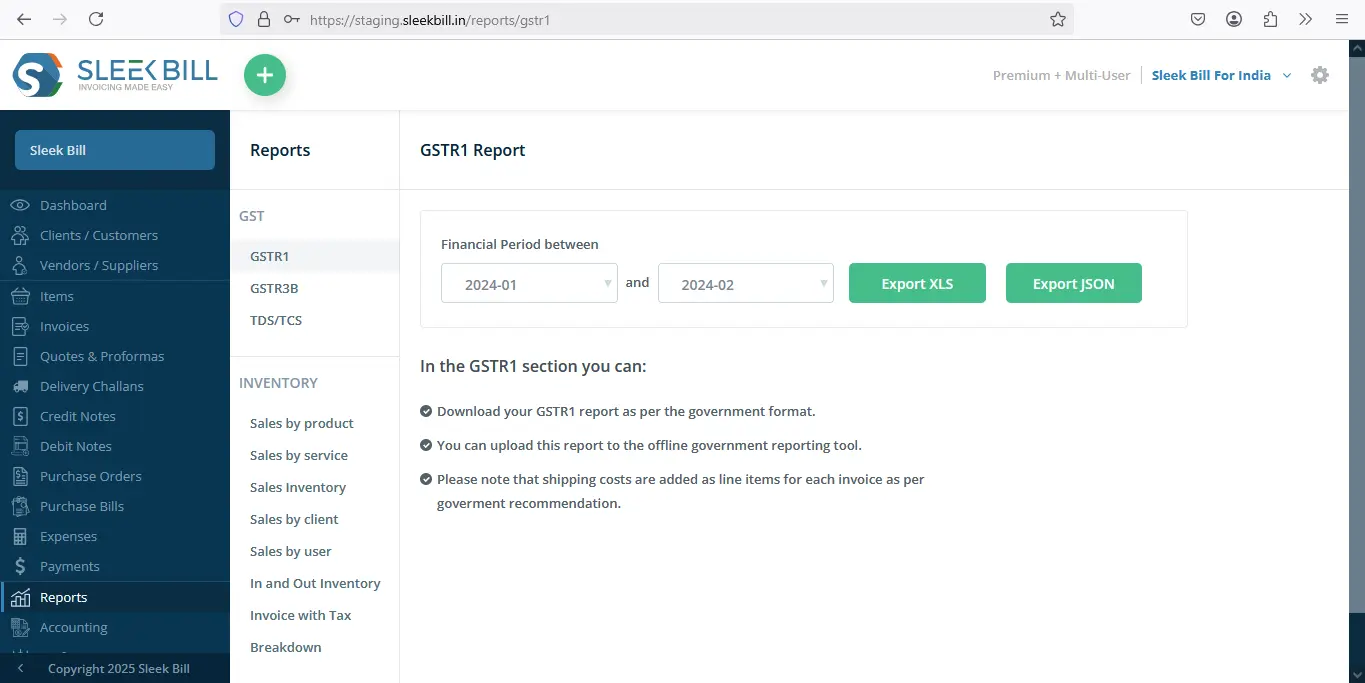 https://staging.sleekbill.in/reports/gstr1
SLEEK BILL
INVOICING MADE EASY
Premium + Multi-User
Sleek Bill For India
Sleek Bill
Dashboard
Clients / Customers
Vendors / Suppliers
Items
Invoices
Quotes & Proformas
Delivery Challans
Credit Notes
Debit Notes
Purchase Orders
Purchase Bills
Expenses
Payments
Reports
Accounting
Copyright 2025 Sleek Bill
Reports
GST
GSTR1
GSTR3B
TDS/TCS
INVENTORY
Sales by product
Sales by service
Sales Inventory
Sales by client
Sales by user
In and Out Inventory
Invoice with Tax
Breakdown
GSTR1 Report
Financial Period between
2024-01
and
2024-02
Export XLS
Export JSON
In the GSTR1 section you can:
Download your GSTR1 report as per the government format.
You can upload this report to the offline government reporting tool.
Please note that shipping costs are added as line items for each invoice as per
goverment recommendation.